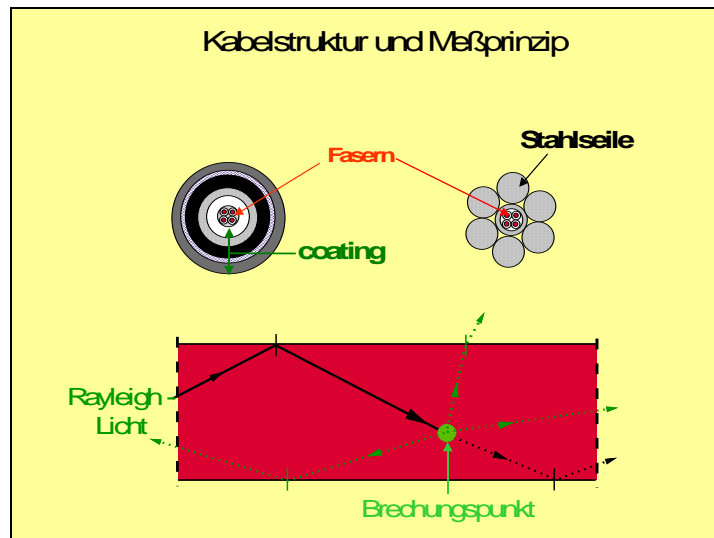 Kabelstruktur und Meßprinzip
Stahlseile
Fasern
coating
Rayleigh
Licht
Brechungspunkt